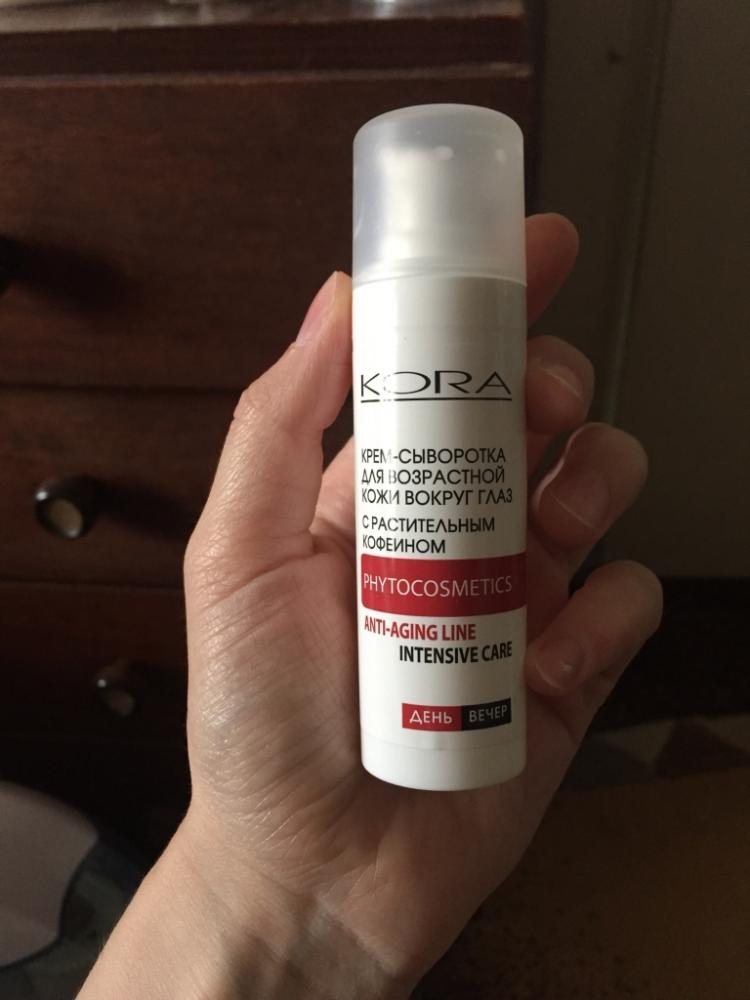 KORA
КРЕМ-СЫВОРОТКА
ДЛЯ ВОЗРАСТНОЙ
КОЖИ ВОКРУГ ГЛАЗ
С РАСТИТЕЛЬНЫМ
КОФЕИНОМ
PHYTOCOSMETICS
ANTI-AGING LINE
INTENSIVE CARE
ДЕНЬ ВЕЧЕР